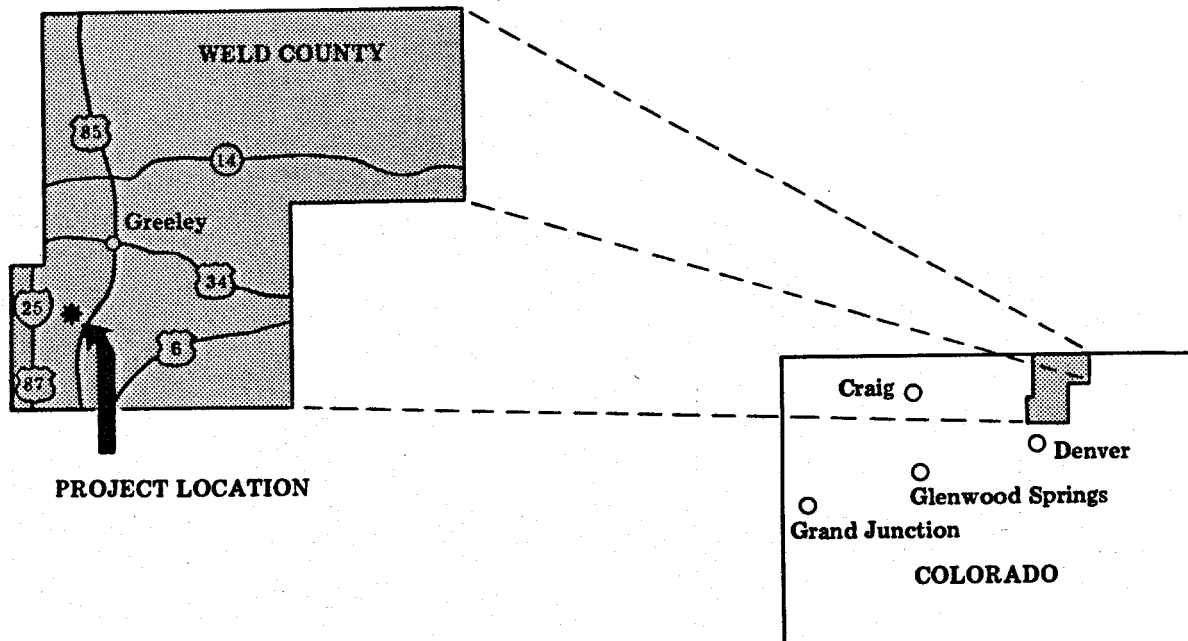 WELD COUNTY
85
14
Greeley
34
25
6
87
PROJECT LOCATION
Craig
Denver
Glenwood Springs
Grand Junction
COLORADO